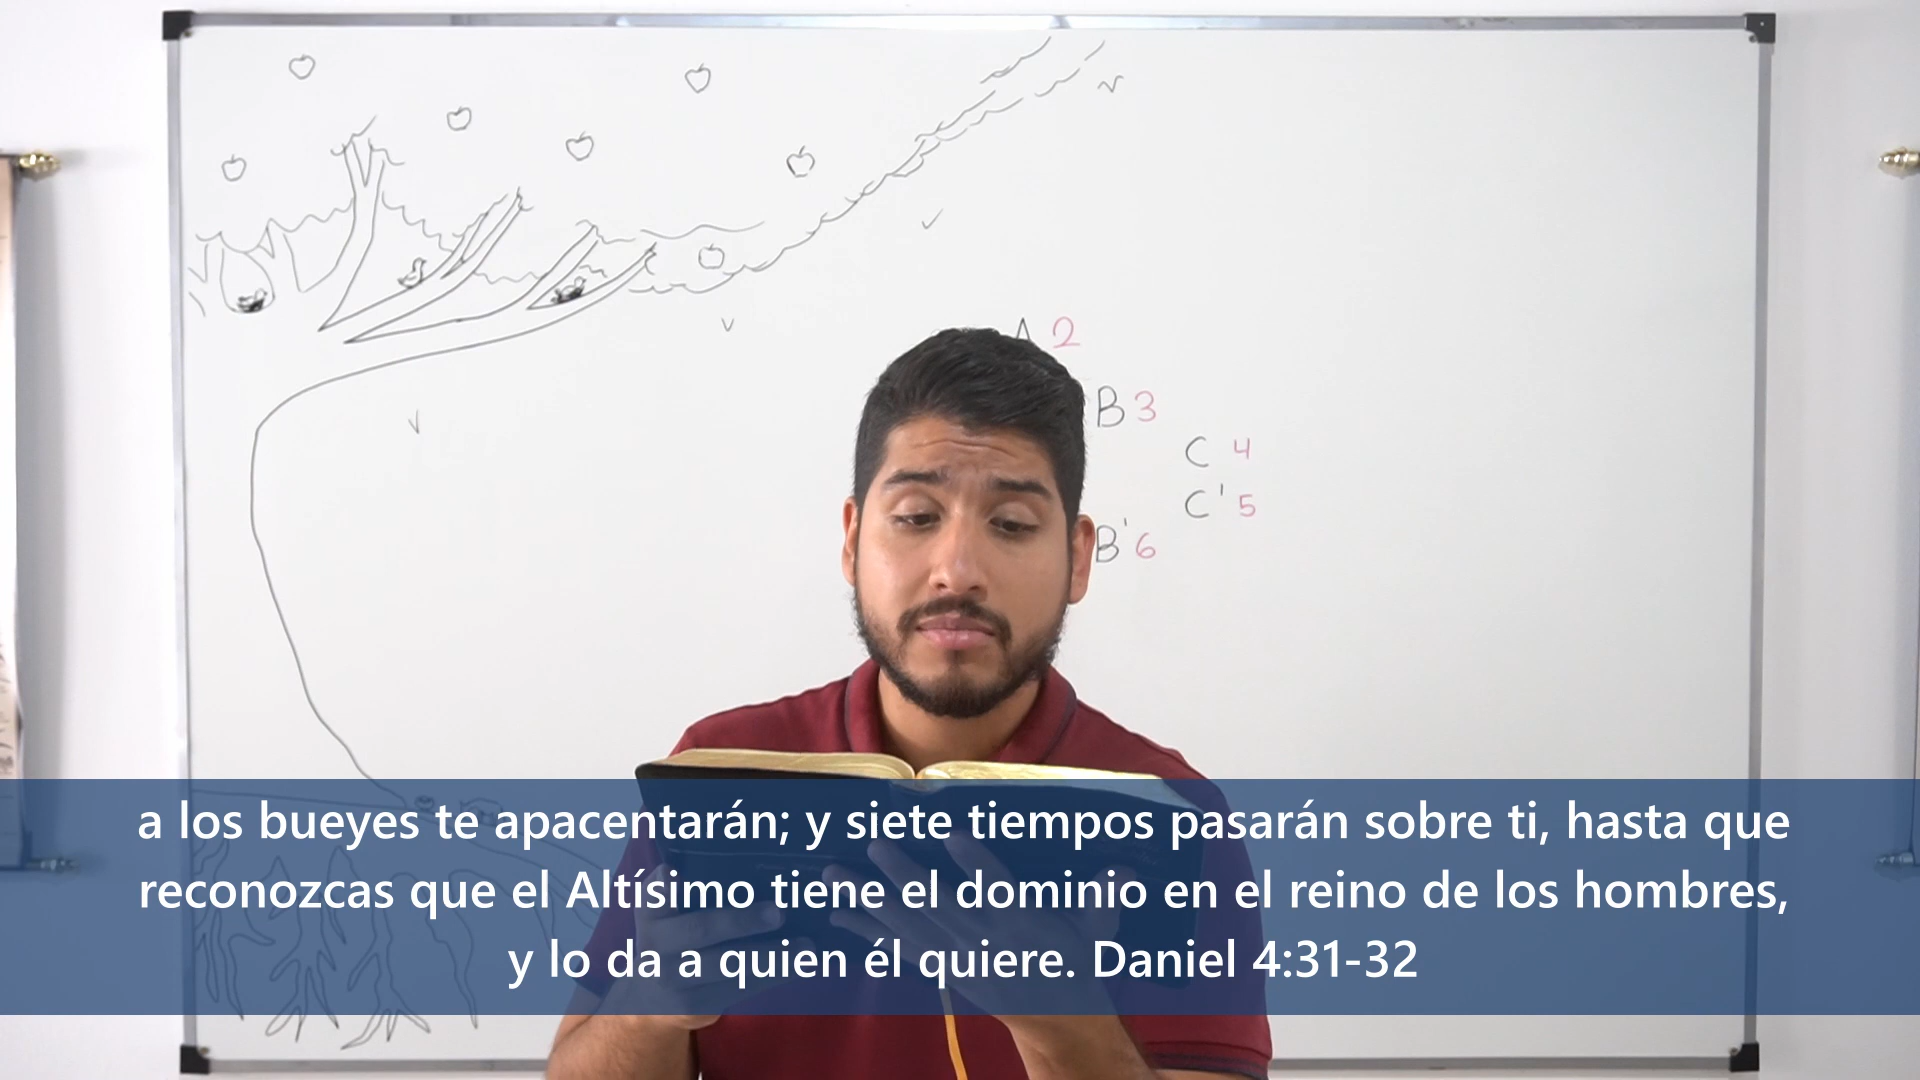 A 2
B 3
C 4
C' 5
B' 6
a los bueyes te apacentarán; y siete tiempos pasarán sobre ti, hasta que
reconozcas que el Altísimo tiene el dominio en el reino de los hombres,
y lo da a quien él quiere. Daniel 4:31-32